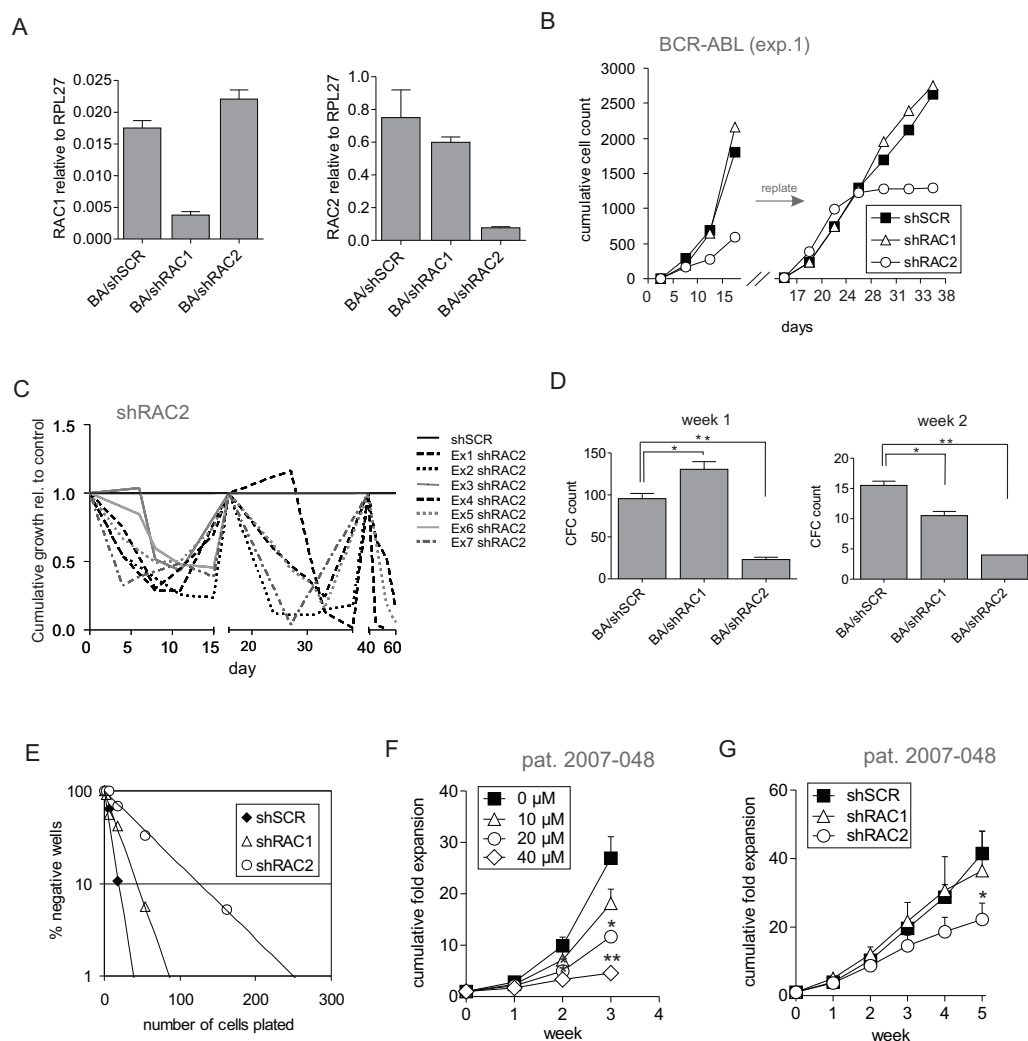 A
RAC1 relative to RPL27
0.025
0.020
0.015
0.010
0.005
0.000
BA/shSCR
BA/shRAC1
BA/shRAC2
RAC2 relative to RPL27
1.0
0.8
0.6
0.4
0.2
0.0
BA/shSCR
BA/shRAC1
BA/shRAC2
B
BCR-ABL (exp.1)
cumulative cell count
3000
2500
2000
1500
1000
500
0
replate
shSCR
shRAC1
shRAC2
0 5 7 12 15 17 20 22 24 26 28 31 33 36 38
days
C
shRAC2
Cumulative growth rel. to control
1.5
1.0
0.5
0.0
0 5 10 15 20 30 40 60
day
shSCR
Ex1 shRAC2
Ex2 shRAC2
Ex3 shRAC2
Ex4 shRAC2
Ex5 shRAC2
Ex6 shRAC2
Ex7 shRAC2
D
week 1
CFC count
150
100
50
0
* *
*
BA/shSCR
BA/shRAC1
BA/shRAC2
week 2
CFC count
20
15
10
5
0
**
*
BA/shSCR
BA/shRAC1
BA/shRAC2
E
% negative wells
100
10
1
shSCR
shRAC1
shRAC2
0 100 200 300
number of cells plated
F
pat. 2007-048
cumulative fold expansion
40
30
20
10
0
0 µM
10 µM
20 µM
40 µM
*
*
*
**
0 1 2 3 4
week
G
pat. 2007-048
cumulative fold expansion
60
40
20
0
shSCR
shRAC1
shRAC2
*
0 1 2 3 4 5
week